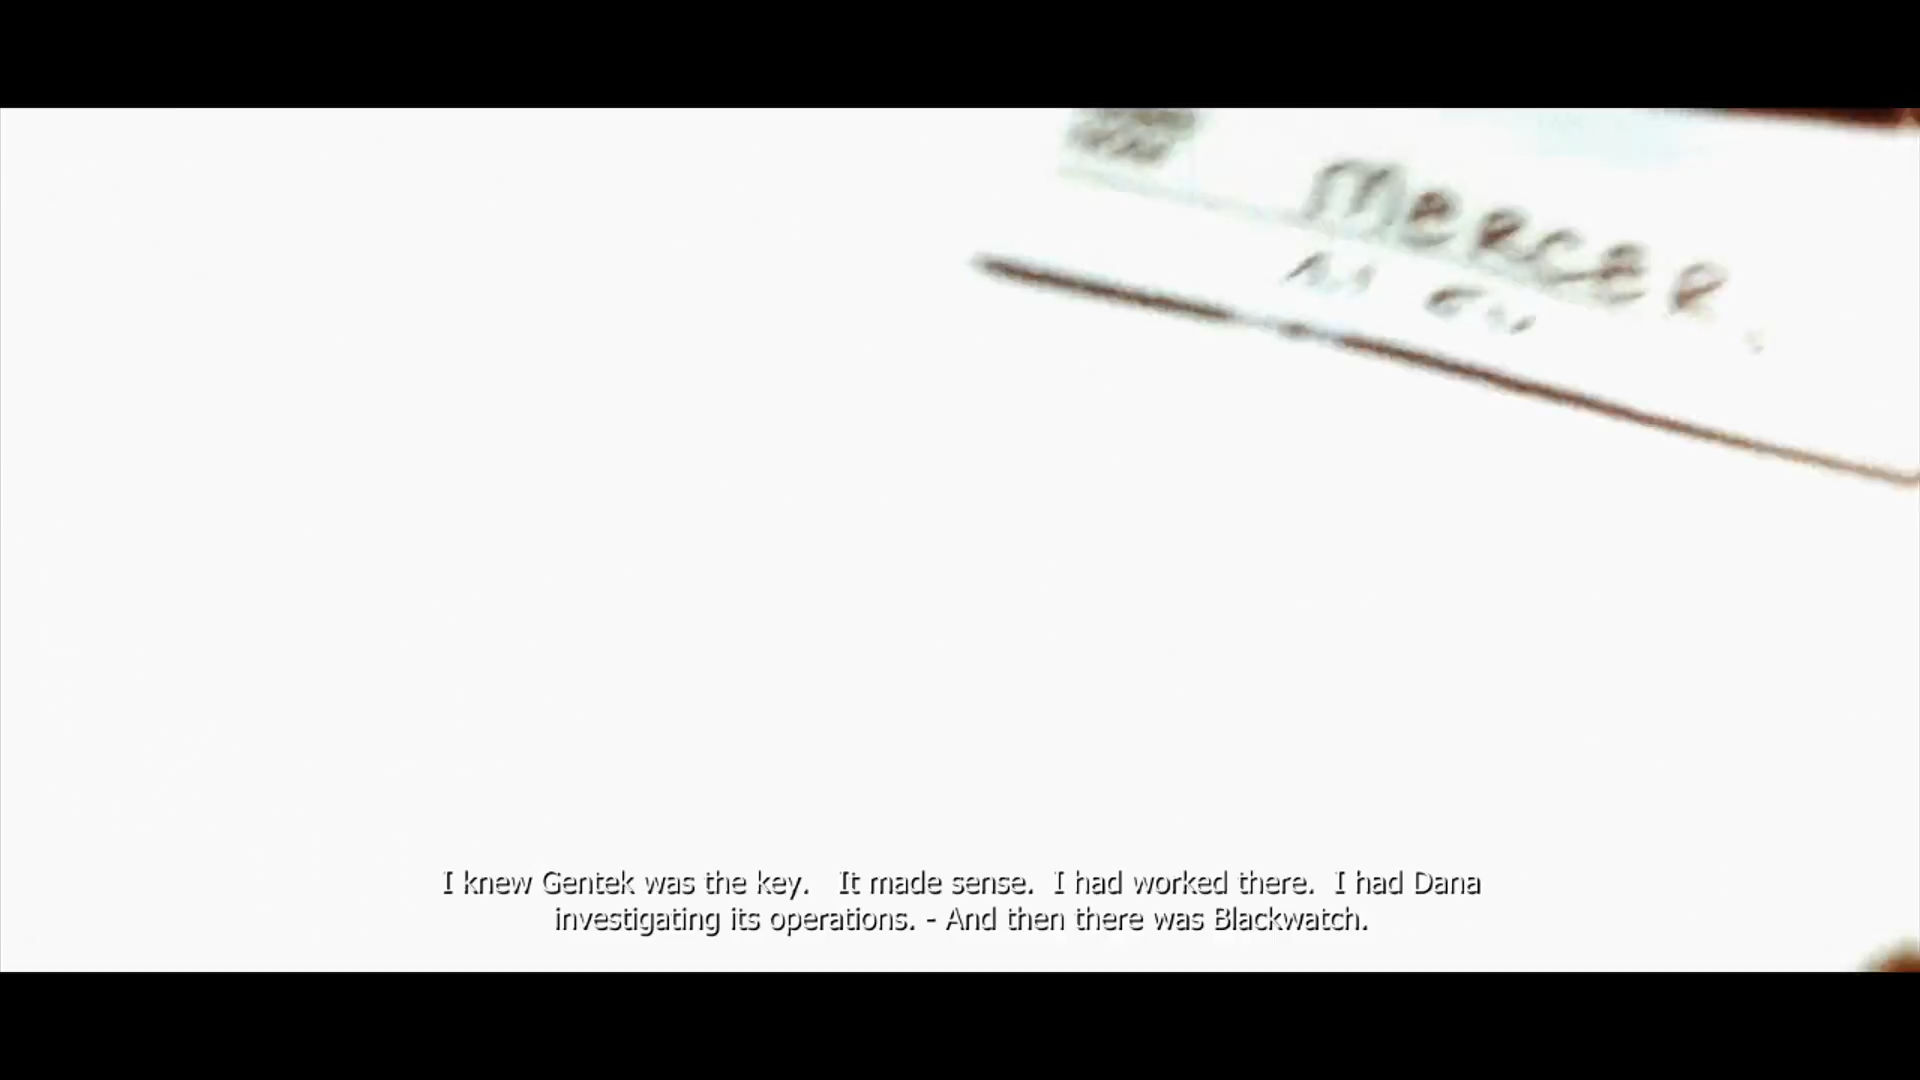 MERCER
I knew Gentek was the key.   It made sense.  I had worked there.  I had Dana
investigating its operations. - And then there was Blackwatch.